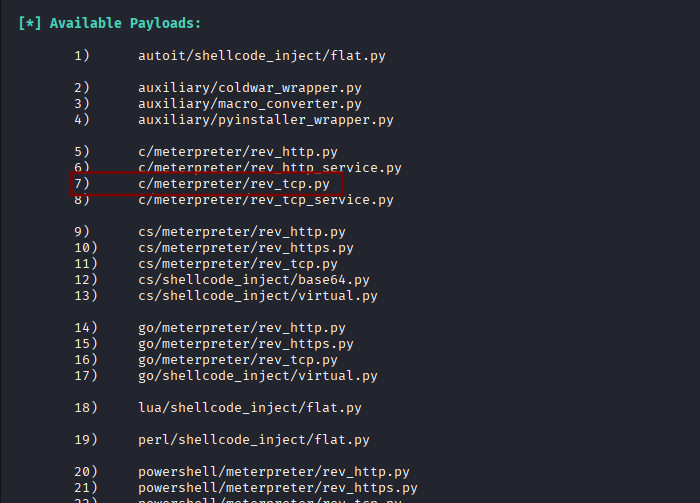 [*] Available Payloads:
1) autoit/shellcode_inject/flat.py
2) auxiliary/coldwar_wrapper.py
3) auxiliary/macro_converter.py
4) auxiliary/pyinstaller_wrapper.py
5) c/meterpreter/rev_http.py
6) c/meterpreter/rev_http_service.py
7) c/meterpreter/rev_tcp.py
8) c/meterpreter/rev_tcp_service.py
9) cs/meterpreter/rev_http.py
10) cs/meterpreter/rev_https.py
11) cs/meterpreter/rev_tcp.py
12) cs/shellcode_inject/base64.py
13) cs/shellcode_inject/virtual.py
14) go/meterpreter/rev_http.py
15) go/meterpreter/rev_https.py
16) go/meterpreter/rev_tcp.py
17) go/shellcode_inject/virtual.py
18) lua/shellcode_inject/flat.py
19) perl/shellcode_inject/flat.py
20) powershell/meterpreter/rev_http.py
21) powershell/meterpreter/rev_https.py